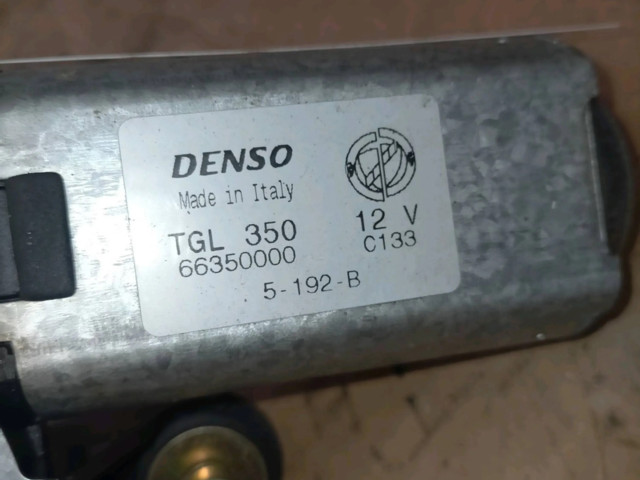 DENSO
Made in Italy
TGL 350 12 V
66350000 C133
5-192-B